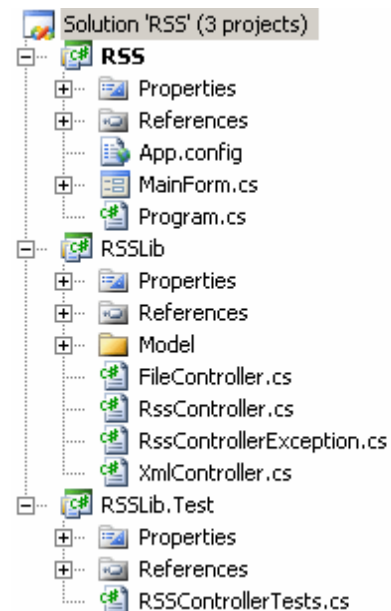 Solution 'RSS' (3 projects)
RSS
Properties
References
App.config
MainForm.cs
Program.cs
RSSLib
Properties
References
Model
FileController.cs
RssController.cs
RssControllerException.cs
XmlController.cs
RSSLib.Test
Properties
References
RSSControllerTests.cs